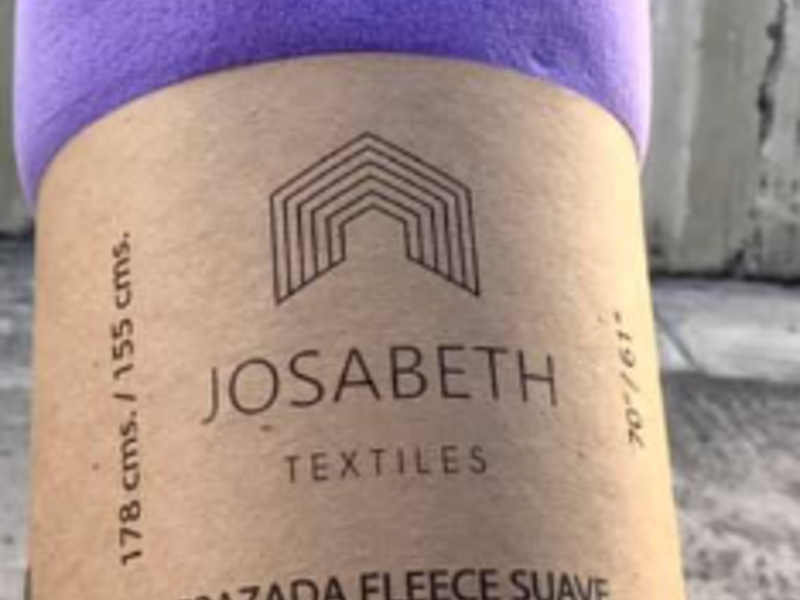 178 cms. / 155 cms.
JOSABETH
TEXTILES
70" / 61"
FLEECE SUAVE